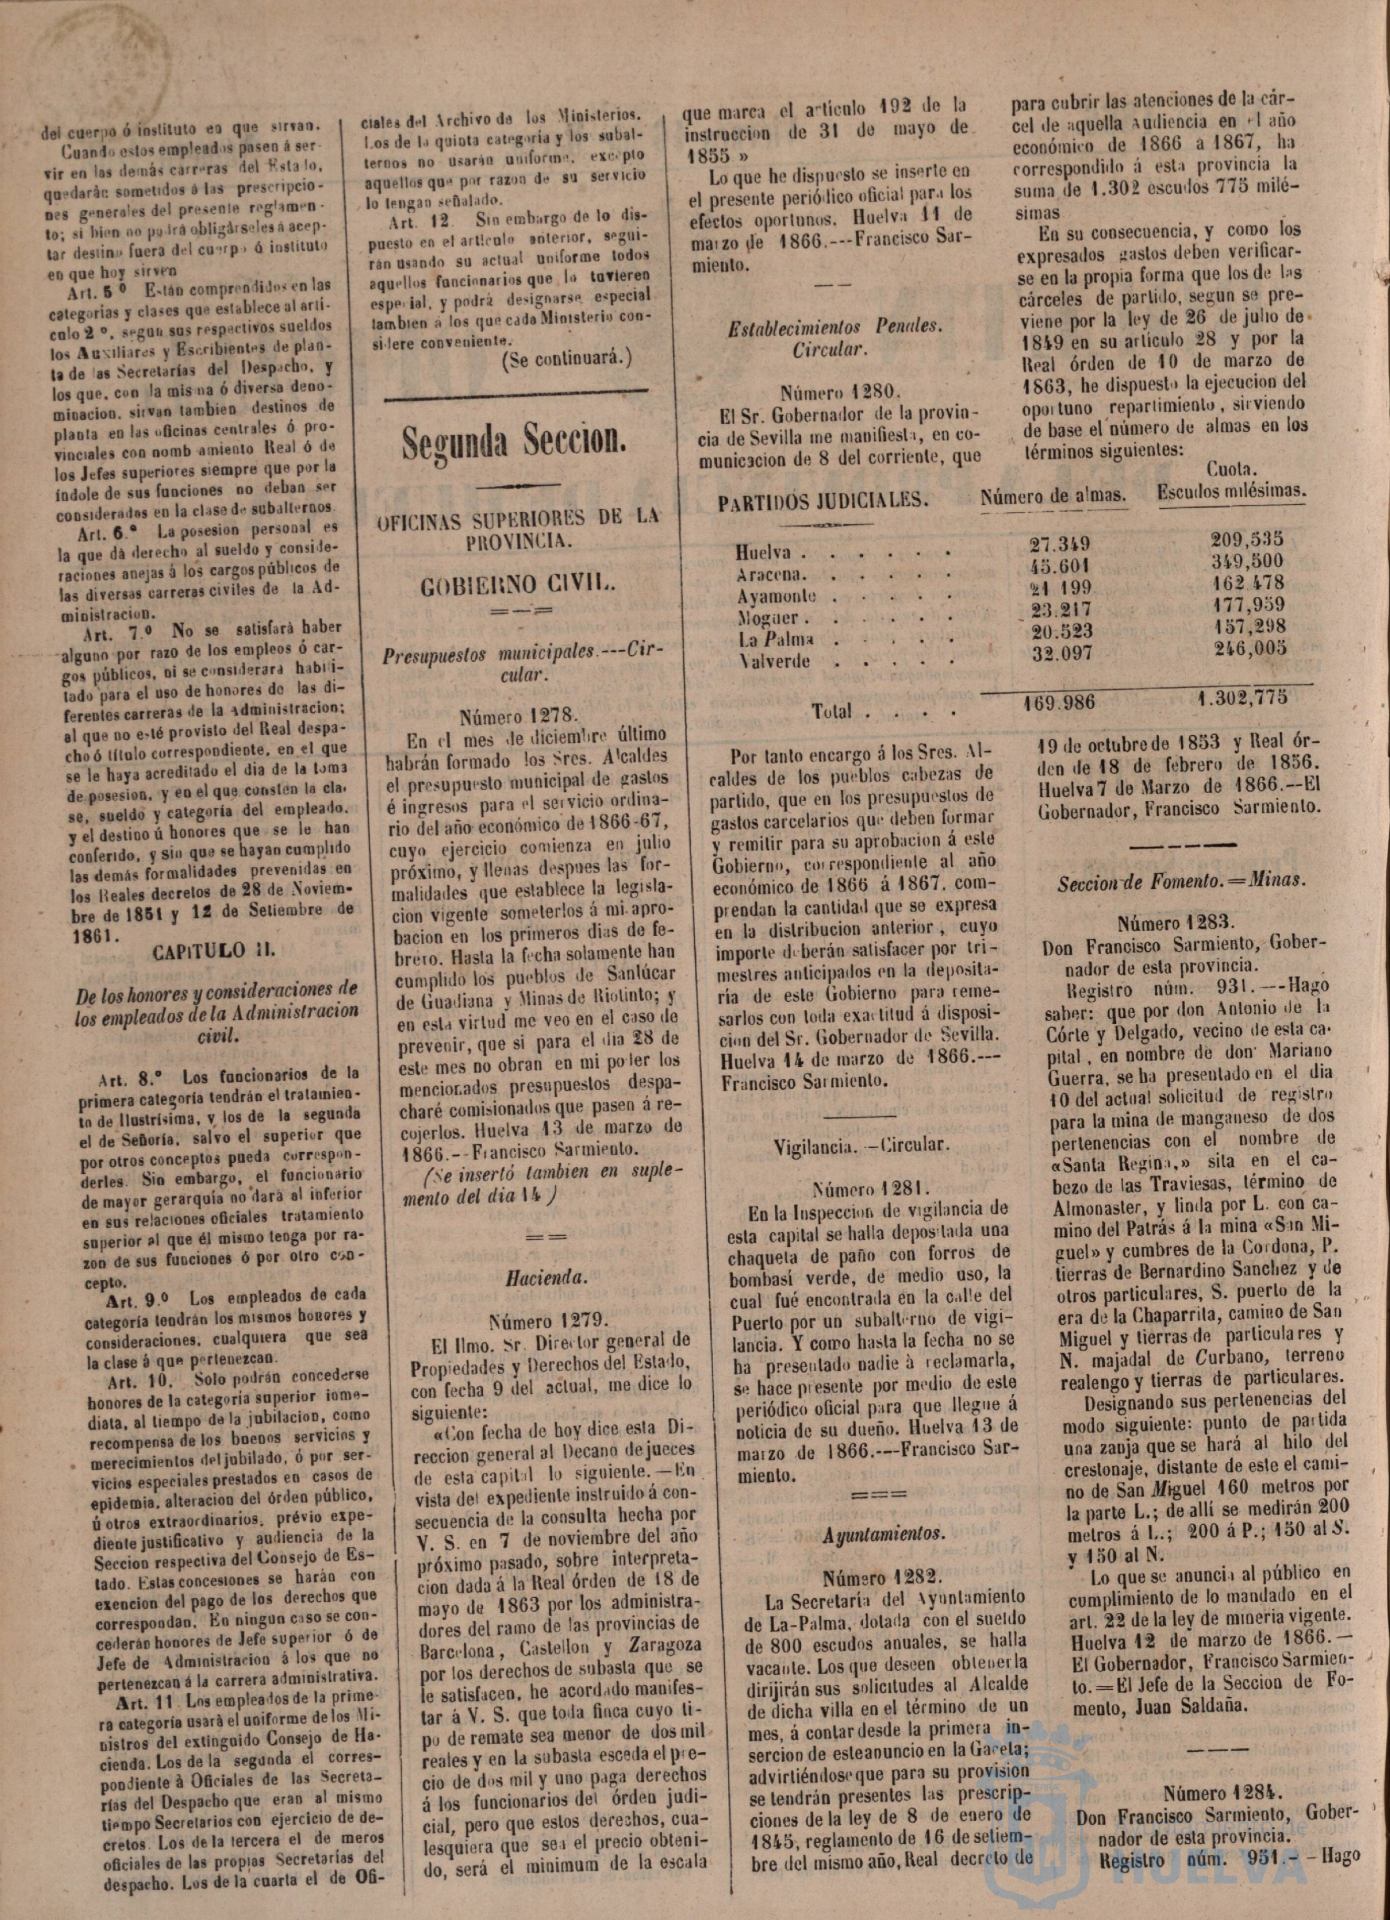 del cuerpo ó instituto en que sirvan.
Cuando estos empleados pasen á ser-
vir en las demás carreras del Estado,
quedarán sometidos á las prescripcio-
nes generales del presente reglamen-
to; si bien no podrá obligárseles á acep-
tar destino fuera del cuerpo ó instituto
en que hoy sirven
Art. 5º Están comprendidos en las
categorias y clases que establece al artí-
culo 2º, segun sus respectivos sueldos
los Auxiliares y Escribientes de plan-
ta de las Secretarías del Despacho, y
los que, con la misma ó diversa deno-
minacion, sirvan tambien destinos de
planta en las oficinas centrales ó pro-
vinciales con nombramiento Real ó de
los Jefes superiores siempre que por la
índole de sus funciones no deban ser
consideradas en la clase de subalternos.
Art. 6.º La posesion personal es
la que dá derecho al sueldo y conside-
raciones anejas á los cargos públicos de
las diversas carreras civiles de la Ad-
ministracion.
Art. 7.º No se satisfará haber
alguno por razo de los empleos ó car-
gos públicos, ni se considerará habili-
tado para el uso de honores de las di-
ferentes carreras de la Administracion;
al que no esté provisto del Real despa-
cho ó título correspondiente, en el que
se le haya acreditado el dia de la toma
de posesion, y en el que consten la cla-
se, sueldo y categoría del empleado,
y el destino ú honores que se le han
conferido, y sin que se hayan cumplido
las demás formalidades prevenidas en
los Reales decretos de 28 de Noviem-
bre de 1851 y 12 de Setiembre de
1861.
CAPITULO II.
De los honores y consideraciones de
los empleados de la Administracion
civil.
Art. 8.º Los funcionarios de la
primera categoría tendrán el tratamien-
to de Ilustrísima, y los de la segunda
el de Señoría, salvo el superior que
por otros conceptos pueda correspon-
derles. Sin embargo, el funcionario
de mayor gerarquía no dará al inferior
en sus relaciones oficiales tratamiento
superior al que él mismo tenga por ra-
zon de sus funciones ó por otro con-
cepto.
Art. 9.º Los empleados de cada
categoría tendrán los mismos honores y
consideraciones, cualquiera que sea
la clase á que pertenezcan.
Art. 10. Solo podrán concederse
honores de la categoría superior inme-
diata, al tiempo de la jubilacion, como
recompensa de los buenos servicios y
merecimientos del jubilado, ó por ser-
vicios especiales prestados en casos de
epidemia, alteracion del órden público,
ú otros extraordinarios, prévio expe-
diente justificativo y audiencia de la
Seccion respectiva del Consejo de Es-
tado. Estas concesiones se harán con
exencion del pago de los derechos que
correspondan. En ningun caso se con-
cederán honores de Jefe superior ó de
Jefe de Administracion á los que no
pertenezcan á la carrera administrativa.
Art. 11. Los empleados de la prime-
ra categoría usará el uniforme de los Mi-
nistros del extinguido Consejo de Ha-
cienda. Los de la segunda el corres-
pondiente á Oficiales de las Secreta-
rías del Despacho que eran al mismo
tiempo Secretarios con ejercicio de de-
cretos. Los de la tercera el de meros
oficiales de las propias Secretarías del
despacho. Los de la cuarta el de Ofi-
ciales del Archivo de los Ministerios.
Los de la quinta categoría y los subal-
ternos no usarán uniforme, excepto
aquellos que por razon de su servicio
lo tengan señalado.
Art. 12. Sin embargo de lo dis-
puesto en el artículo anterior, segui-
rán usando su actual uniforme todos
aquellos funcionarios que lo tuvieren
especial, y podrá designarse especial
tambien á los que cada Ministerio con-
sidere conveniente.
(Se continuará.)
Segunda Seccion.
OFICINAS SUPERIORES DE LA
PROVINCIA.
GOBIERNO CIVIL.
Presupuestos municipales.---Cir-
cular.
Número 1278.
En el mes de diciembre último
habrán formado los Sres. Alcaldes
el presupuesto municipal de gastos
é ingresos para el servicio ordina-
rio del año económico de 1866-67,
cuyo ejercicio comienza en julio
próximo, y llenas despues las for-
malidades que establece la legisla-
cion vigente someterlos á mi apro-
bacion en los primeros dias de fe-
brero. Hasta la fecha solamente han
cumplido los pueblos de Sanlúcar
de Guadiana y Minas de Riotinto; y
en esta virtud me veo en el caso de
prevenir, que si para el dia 28 de
este mes no obran en mi poder los
mencionados presupuestos despa-
charé comisionados que pasen á re-
cojerlos. Huelva 13 de marzo de
1866.--Francisco Sarmiento.
(Se insertó tambien en suple-
mento del dia 14)
Hacienda.
Número 1279.
El Ilmo. Sr. Director general de
Propiedades y Derechos del Estado,
con fecha 9 del actual, me dice lo
siguiente:
«Con fecha de hoy dice esta Di-
reccion general al Decano de jueces
de esta capital lo siguiente.—En
vista del expediente instruido á con-
secuencia de la consulta hecha por
V. S. en 7 de noviembre del año
próximo pasado, sobre interpreta-
cion dada á la Real órden de 18 de
mayo de 1863 por los administra-
dores del ramo de las provincias de
Barcelona, Castellon y Zaragoza
por los derechos de subasta que se
le satisfacen, he acordado manifes-
tar á V. S. que toda finca cuyo ti-
po de remate sea menor de dos mil
reales y en la subasta esceda el pre-
cio de dos mil y uno paga derechos
á los funcionarios del órden judi-
cial, pero que estos derechos, cua-
lesquiera que sea el precio obteni-
do, será el minimum de la escala
que marca el artículo 192 de la
instruccion de 31 de mayo de
1855 »
Lo que he dispuesto se inserte en
el presente periódico oficial para los
efectos oportunos. Huelva 11 de
marzo de 1866.---Francisco Sar-
miento.
Establecimientos Penales.
Circular.
Número 1280.
El Sr. Gobernador de la provin-
cia de Sevilla me manifiesta, en co-
municacion de 8 del corriente, que
para cubrir las atenciones de la cár-
cel de aquella Audiencia en el año
económico de 1866 á 1867, ha
correspondido á esta provincia la
suma de 1.302 escudos 775 milé-
simas
En su consecuencia, y como los
expresados gastos deben verificar-
se en la propia forma que los de las
cárceles de partido, segun se pre-
viene por la ley de 26 de julio de
1849 en su artículo 28 y por la
Real órden de 10 de marzo de
1863, he dispuesto la ejecucion del
oportuno repartimiento, sirviendo
de base el número de almas en los
términos siguientes:
Cuota.
PARTIDOS JUDICIALES. Número de almas. Escudos milésimas.
Huelva . . . . . . 27.349 209,535
Aracena. . . . . . 45.601 349,500
Ayamonte . . . . . 21 199 162 478
Moguer . . . . . . 23.217 177,959
La Palma . . . . . 20.523 157,298
Valverde . . . . . 32.097 246,005
Total . . . . 169.986 1.302,775
Por tanto encargo á los Sres. Al-
caldes de los pueblos cabezas de
partido, que en los presupuestos de
gastos carcelarios que deben formar
y remitir para su aprobacion á este
Gobierno, correspondiente al año
económico de 1866 á 1867, com-
prendan la cantidad que se expresa
en la distribucion anterior, cuyo
importe deberán satisfacer por tri-
mestres anticipados en la deposita-
ría de este Gobierno para reme-
sarlos con toda exactitud á disposi-
cion del Sr. Gobernador de Sevilla.
Huelva 14 de marzo de 1866.---
Francisco Sarmiento.
Vigilancia.—Circular.
Número 1281.
En la Inspeccion de vigilancia de
esta capital se halla depositada una
chaqueta de paño con forros de
bombasí verde, de medio uso, la
cual fué encontrada en la calle del
Puerto por un subalterno de vigi-
lancia. Y como hasta la fecha no se
ha presentado nadie á reclamarla,
se hace presente por medio de este
periódico oficial para que llegue á
noticia de su dueño. Huelva 13 de
marzo de 1866.---Francisco Sar-
miento.
Ayuntamientos.
Número 1282.
La Secretaria del Ayuntamiento
de La-Palma, dotada con el sueldo
de 800 escudos anuales, se halla
vacante. Los que deseen obtenerla
dirijirán sus solicitudes al Alcalde
de dicha villa en el término de un
mes, á contar desde la primera in-
sercion de este anuncio en la Gaceta;
advirtiéndose que para su provision
se tendrán presentes las prescrip-
ciones de la ley de 8 de enero de
1845, reglamento de 16 de setiem-
bre del mismo año, Real decreto de
19 de octubre de 1853 y Real ór-
den de 18 de febrero de 1856.
Huelva 7 de Marzo de 1866.--El
Gobernador, Francisco Sarmiento.
Seccion de Fomento.=Minas.
Número 1283.
Don Francisco Sarmiento, Gober-
nador de esta provincia.
Registro núm. 931.---Hago
saber: que por don Antonio de la
Córte y Delgado, vecino de esta ca-
pital, en nombre de don Mariano
Guerra, se ha presentado en el dia
10 del actual solicitud de registro
para la mina de manganeso de dos
pertenencias con el nombre de
«Santa Regina,» sita en el ca-
bezo de las Traviesas, término de
Almonaster, y linda por L. con ca-
mino del Patrás á la mina «San Mi-
guel» y cumbres de la Cordona, P.
tierras de Bernardino Sanchez y de
otros particulares, S. puerto de la
era de la Chaparrita, camino de San
Miguel y tierras de particulares y
N. majadal de Curbano, terreno
realengo y tierras de particulares.
Designando sus pertenencias del
modo siguiente: punto de partida
una zanja que se hará al hilo del
crestonaje, distante de este el cami-
no de San Miguel 160 metros por
la parte L.; de allí se medirán 200
metros á L.; 200 á P.; 150 al S.
y 150 al N.
Lo que se anuncia al público en
cumplimiento de lo mandado en el
art. 22 de la ley de mineria vigente.
Huelva 12 de marzo de 1866.—
El Gobernador, Francisco Sarmien-
to.=El Jefe de la Seccion de Fo-
mento, Juan Saldaña.
Número 1284.
Don Francisco Sarmiento, Gober-
nador de esta provincia.
Registro núm. 951.--Hago
HUELVA